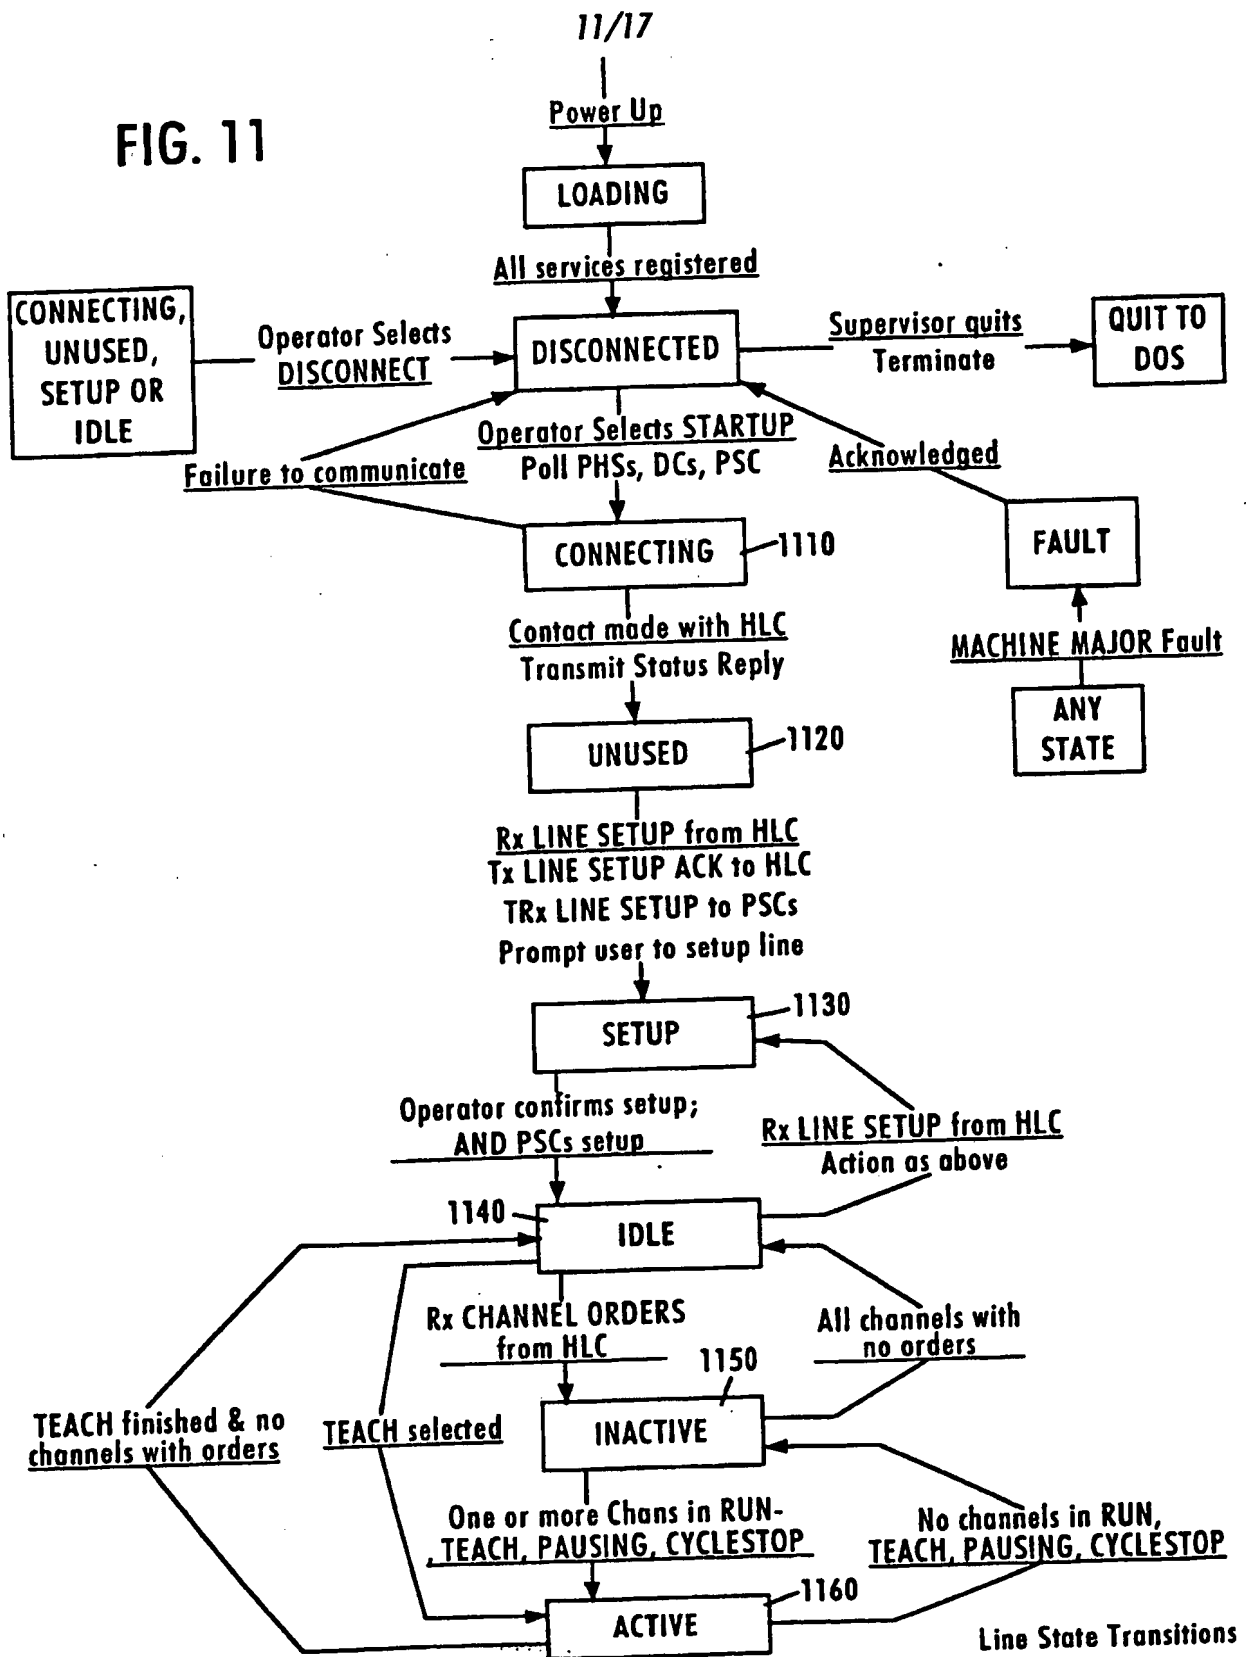 11/17
FIG. 11
Power Up
LOADING
All services registered
CONNECTING,
UNUSED,
SETUP OR
IDLE
Operator Selects
DISCONNECT
DISCONNECTED
Supervisor quits
Terminate
QUIT TO
DOS
Operator Selects STARTUP
Poll PHSs, DCs, PSC
Failure to communicate
Acknowledged
CONNECTING
1110
FAULT
Contact made with HLC
Transmit Status Reply
MACHINE MAJOR Fault
ANY
STATE
UNUSED
1120
Rx LINE SETUP from HLC
Tx LINE SETUP ACK to HLC
TRx LINE SETUP to PSCs
Prompt user to setup line
SETUP
1130
Operator confirms setup;
AND PSCs setup
Rx LINE SETUP from HLC
Action as above
1140
IDLE
Rx CHANNEL ORDERS
from HLC
All channels with
no orders
1150
INACTIVE
TEACH finished & no
channels with orders
TEACH selected
One or more Chans in RUN-
, TEACH, PAUSING, CYCLESTOP
No channels in RUN,
TEACH, PAUSING, CYCLESTOP
1160
ACTIVE
Line State Transitions